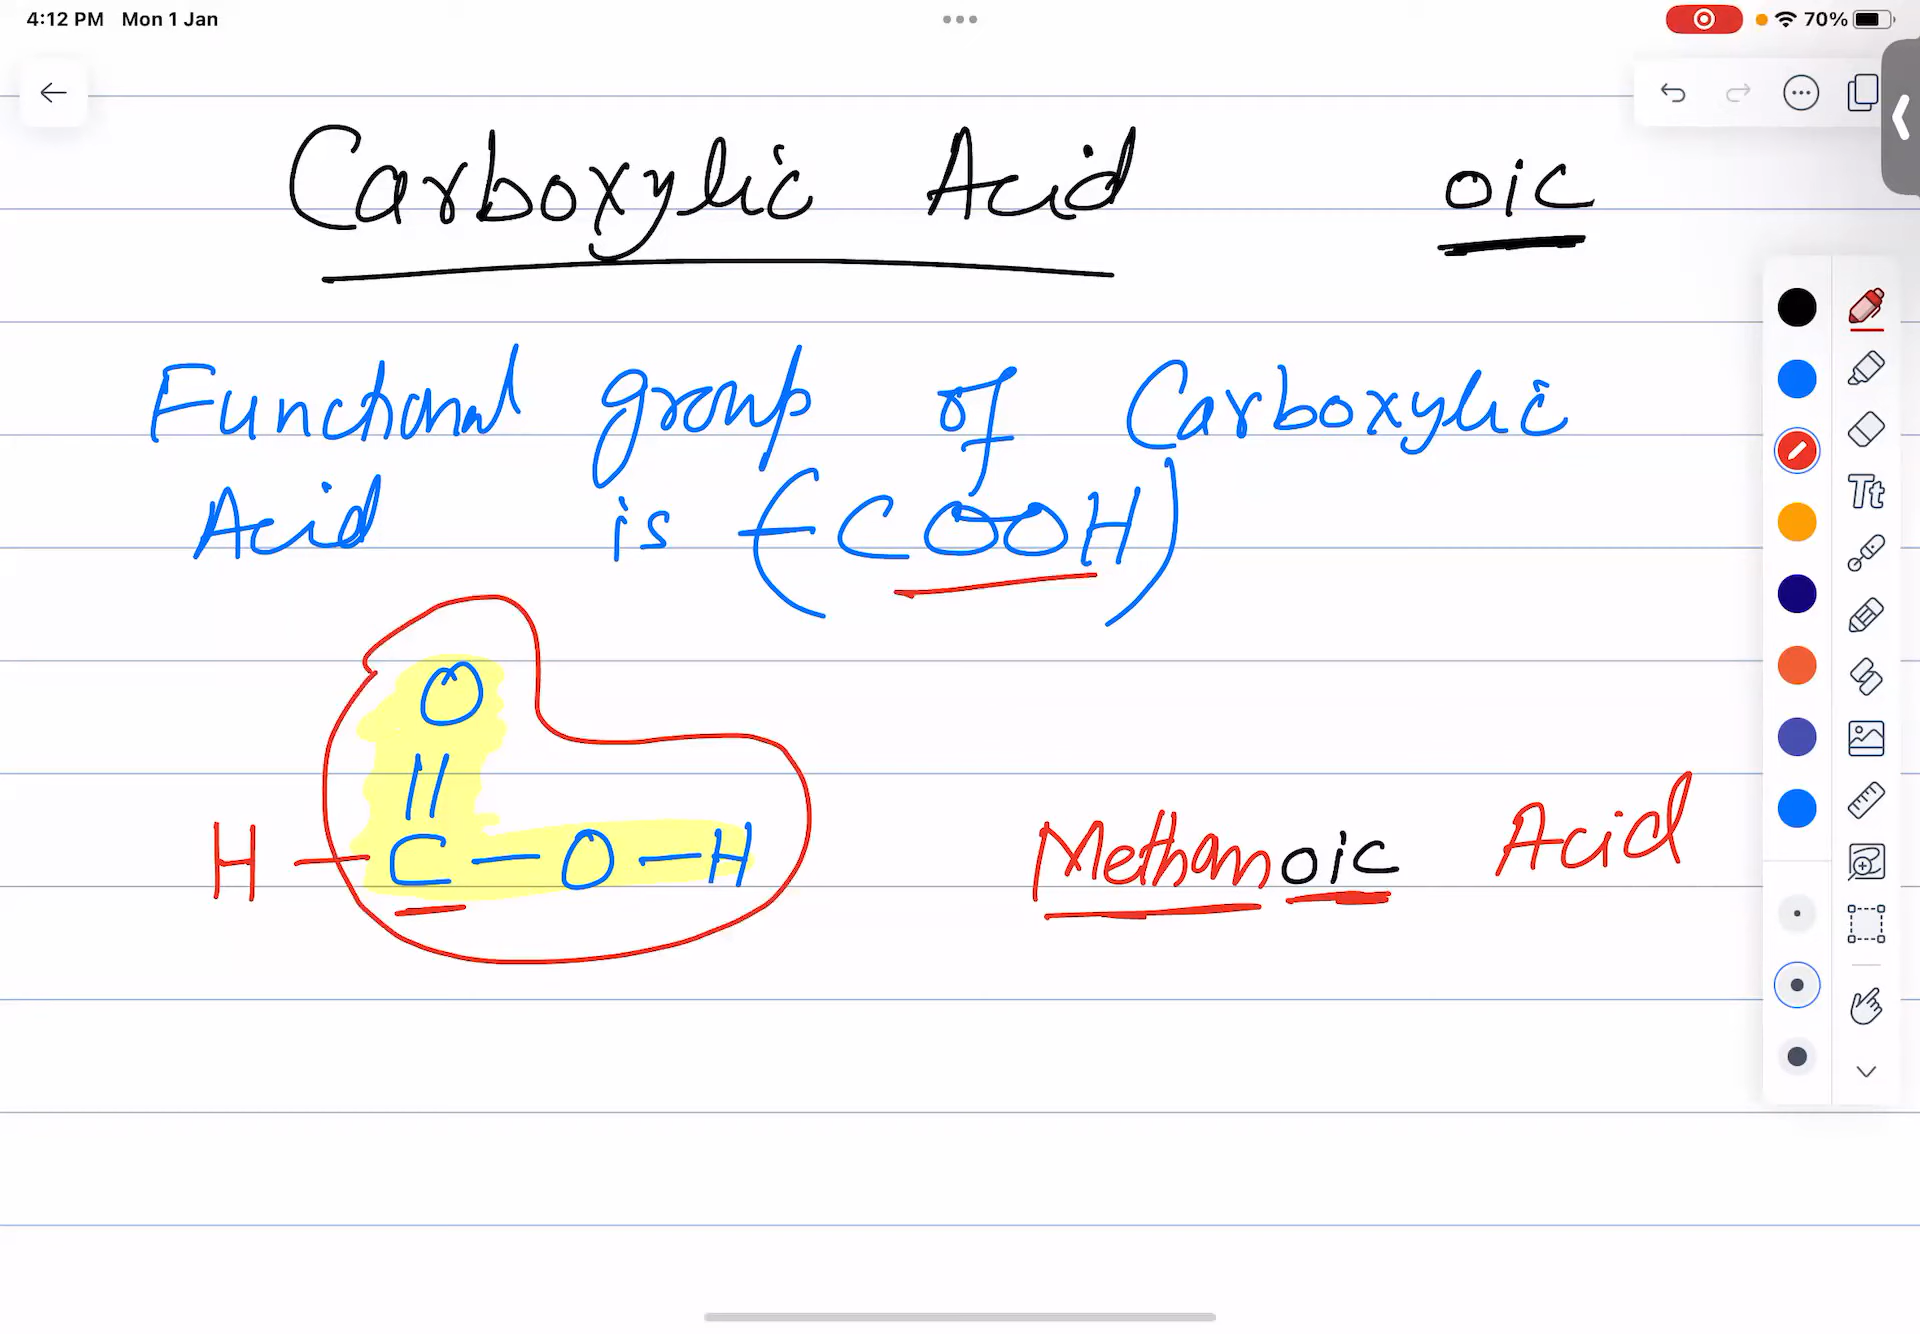 4:12 PM Mon 1 Jan
70%
Carboxylic Acid oic
Functional group of Carboxylic
Acid is (-COOH)
Tt
O
||
H-C-O-H
Methanoic Acid